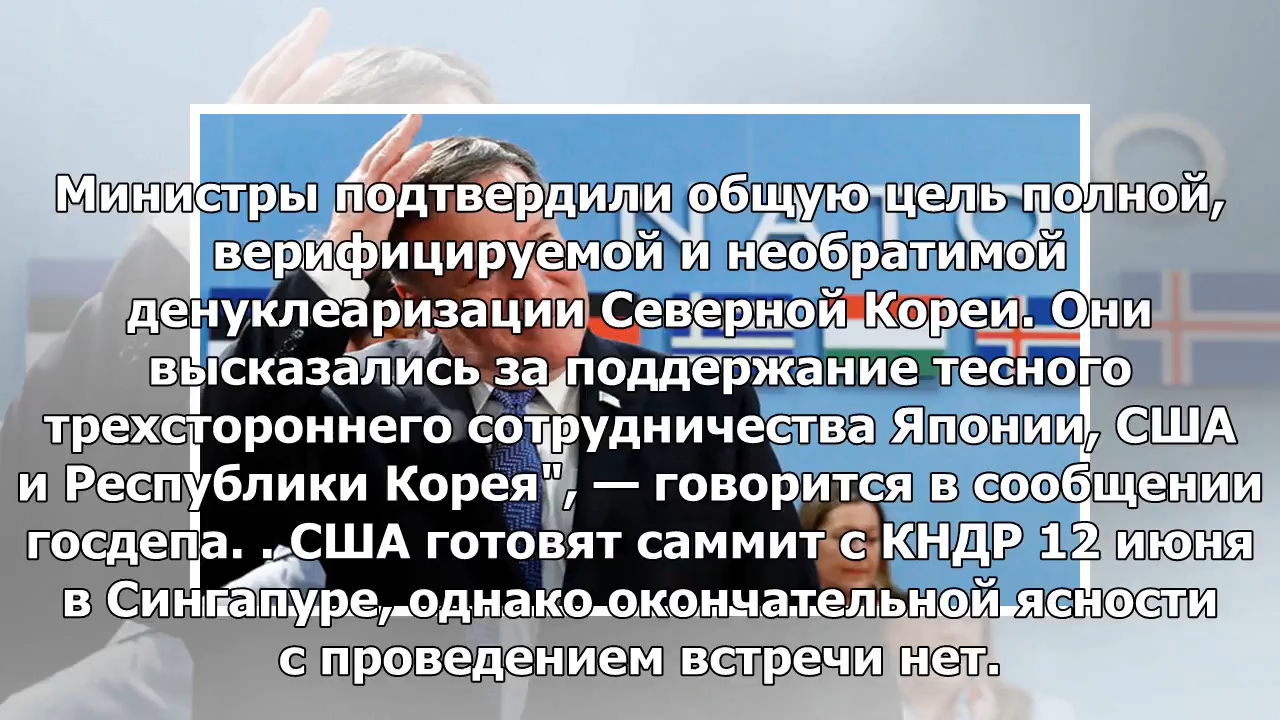 Министры подтвердили общую цель полной,
верифицируемой и необратимой
денуклеаризации Северной Кореи. Они
высказались за поддержание тесного
трехстороннего сотрудничества Японии, США
и Республики Корея", — говорится в сообщении
госдепа. . США готовят саммит с КНДР 12 июня
в Сингапуре, однако окончательной ясности
с проведением встречи нет.
NATO